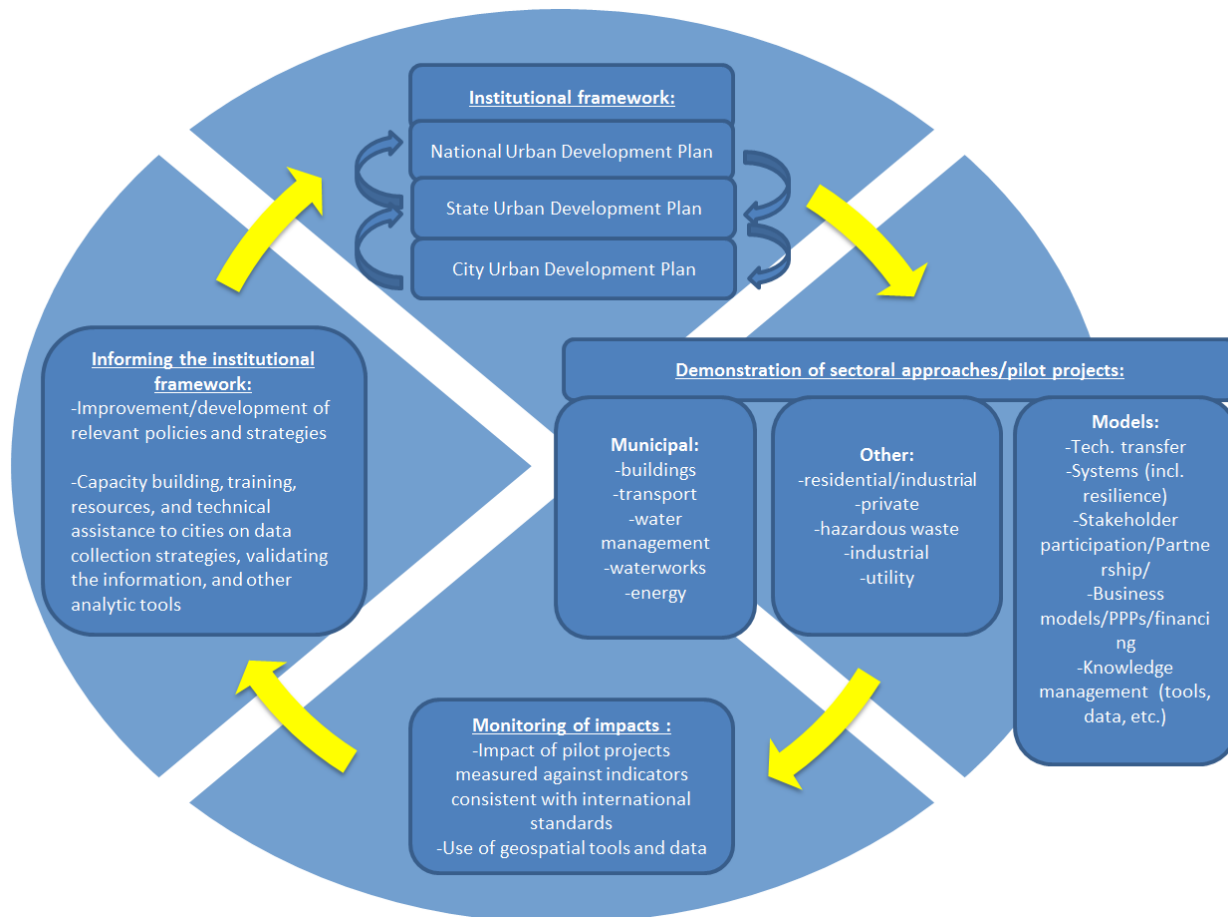 Institutional framework:
National Urban Development Plan
State Urban Development Plan
City Urban Development Plan
Demonstration of sectoral approaches/pilot projects:
Municipal:
-buildings
-transport
-water
management
-waterworks
-energy
Other:
-residential/industrial
-private
-hazardous waste
-industrial
-utility
Models:
-Tech. transfer
-Systems (incl.
resilience)
-Stakeholder
participation/Partne
rship/
-Business
models/PPPs/financi
ng
-Knowledge
management (tools,
data, etc.)
Monitoring of impacts :
-Impact of pilot projects
measured against indicators
consistent with international
standards
-Use of geospatial tools and data
Informing the institutional
framework:
-Improvement/development of
relevant policies and strategies
-Capacity building, training,
resources, and technical
assistance to cities on data
collection strategies, validating
the information, and other
analytic tools